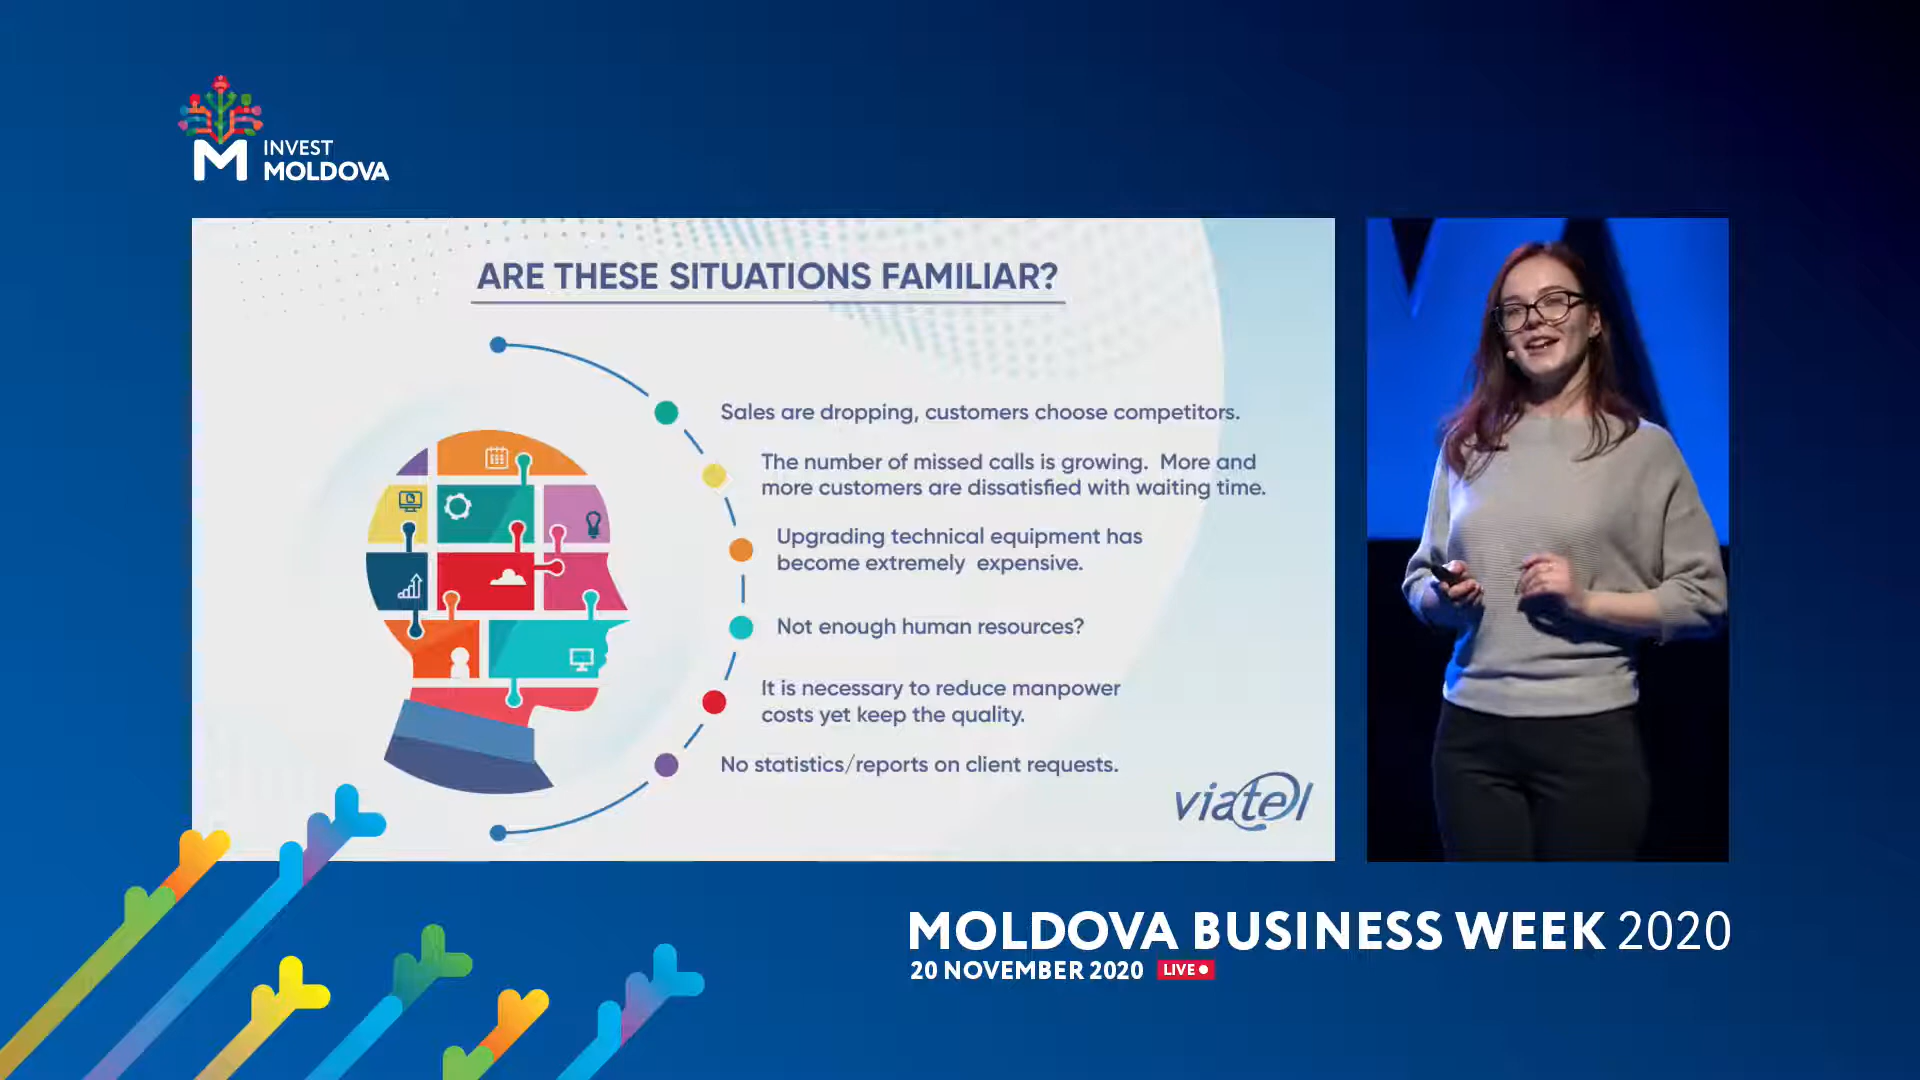 INVEST
M MOLDOVA
ARE THESE SITUATIONS FAMILIAR?
Sales are dropping, customers choose competitors.
The number of missed calls is growing. More and
more customers are dissatisfied with waiting time.
Upgrading technical equipment has
become extremely expensive.
Not enough human resources?
It is necessary to reduce manpower
costs yet keep the quality.
No statistics/reports on client requests.
viatel
MOLDOVA BUSINESS WEEK 2020
20 NOVEMBER 2020 LIVE